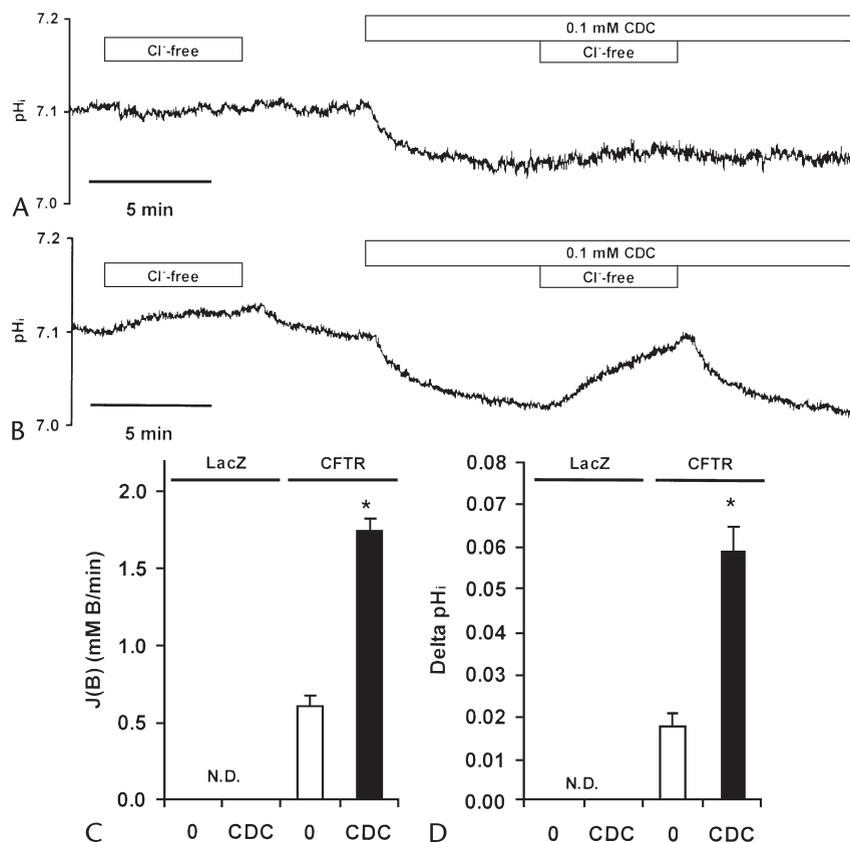 7.2
0.1 mM CDC
Cl⁻-free
Cl⁻-free
pHi
7.1
7.0
5 min
A
7.2
0.1 mM CDC
Cl⁻-free
Cl⁻-free
pHi
7.1
7.0
5 min
B
LacZ
CFTR
2.0
1.5
1.0
0.5
0.0
J(B) (mM B/min)
*
N.D.
0
CDC
0
CDC
C
LacZ
CFTR
0.08
0.07
0.06
0.05
0.04
0.03
0.02
0.01
0.00
Delta pHi
*
N.D.
0
CDC
0
CDC
D